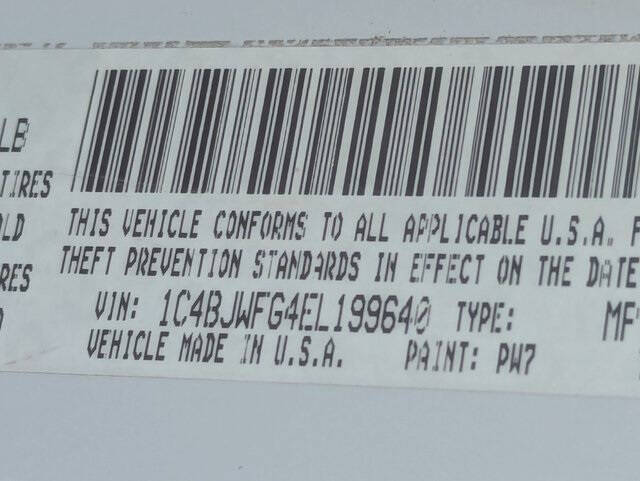 LB
TIRES
LD THIS VEHICLE CONFORMS TO ALL APPLICABLE U.S.A. F
RES THEFT PREVENTION STANDARDS IN EFFECT ON THE DATE
VIN: 1C4BJWFG4EL199640 TYPE: MF
VEHICLE MADE IN U.S.A. PAINT: PW7